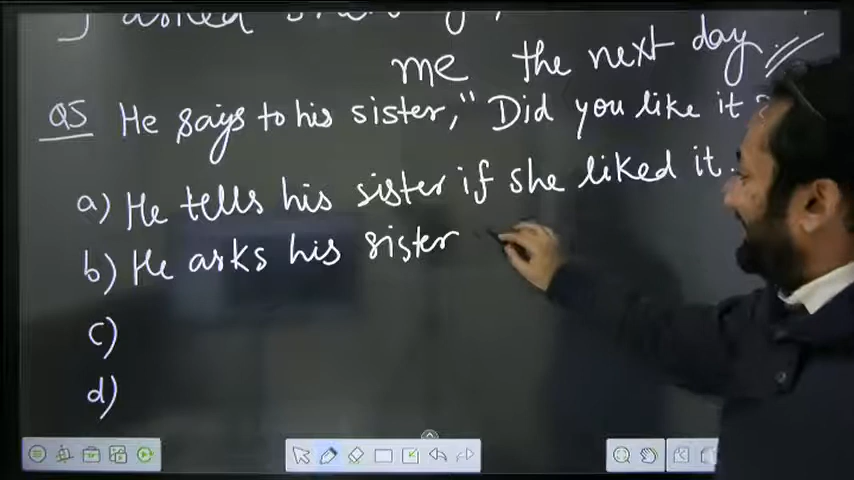 I asked
me the next day
Q5 He says to his sister, "Did you like it ?
a) He tells his sister if she liked it.
b) He asks his sister
c)
d)